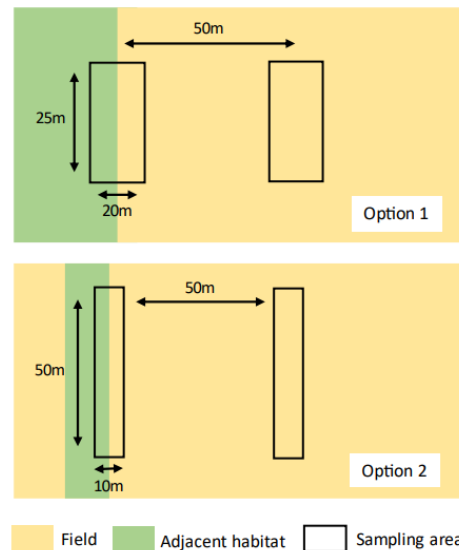 50m
25m
20m
Option 1
50m
50m
10m
Option 2
Field
Adjacent habitat
Sampling area